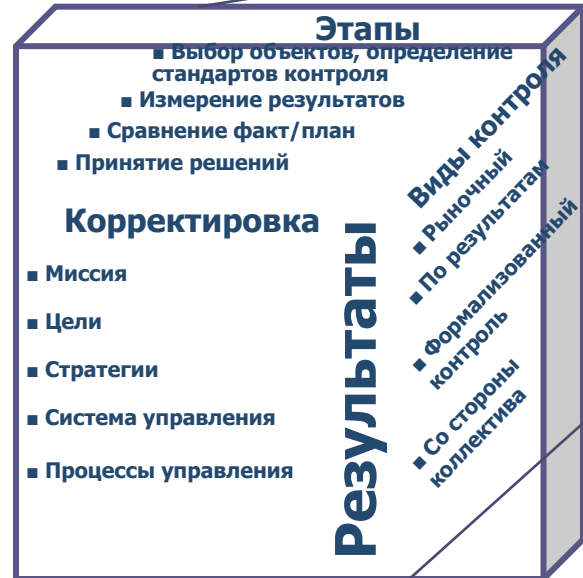 Этапы
▪ Выбор объектов, определение
стандартов контроля
▪ Измерение результатов
▪ Сравнение факт/план
▪ Принятие решений
Корректировка
▪ Миссия
▪ Цели
▪ Стратегии
▪ Система управления
▪ Процессы управления
Результаты
Виды контроля
▪ Рыночный
▪ По результатам
▪ Формализованный
контроль
▪ Со стороны
коллектива